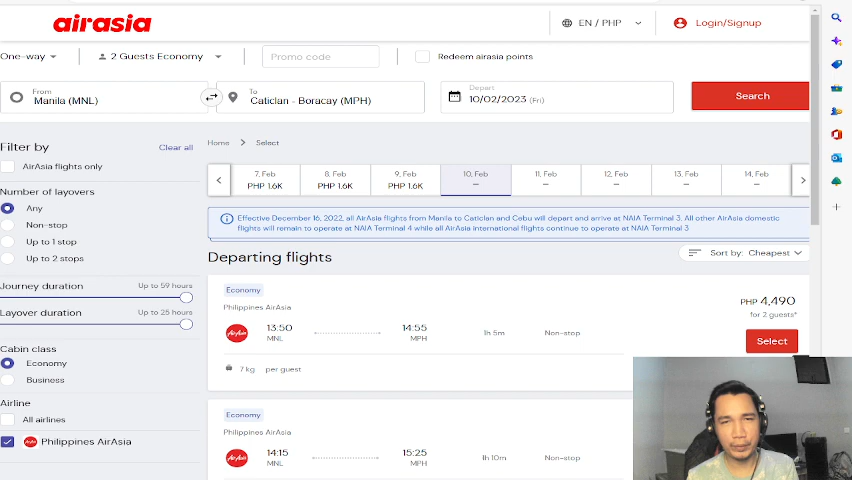 airasia
EN / PHP
Login/Signup
One-way
2 Guests Economy
Promo code
Redeem airasia points
From
Manila (MNL)
To
Caticlan - Boracay (MPH)
Depart
10/02/2023 (Fri)
Search
Filter by
Clear all
AirAsia flights only
Number of layovers
Any
Non-stop
Up to 1 stop
Up to 2 stops
Journey duration
Up to 59 hours
Layover duration
Up to 25 hours
Cabin class
Economy
Business
Airline
All airlines
Philippines AirAsia
Home > Select
7, Feb
PHP 1.6K
8, Feb
PHP 1.6K
9, Feb
PHP 1.6K
10, Feb
–
11, Feb
–
12, Feb
–
13, Feb
–
14, Feb
–
Effective December 16, 2022, all AirAsia flights from Manila to Caticlan and Cebu will depart and arrive at NAIA Terminal 3. All other AirAsia domestic
flights will remain to operate at NAIA Terminal 4 while all AirAsia international flights continue to operate at NAIA Terminal 3
Departing flights
Sort by: Cheapest
Economy
Philippines AirAsia
13:50
MNL
14:55
MPH
1h 5m
Non-stop
PHP 4,490
for 2 guests*
Select
7 kg per guest
Economy
Philippines AirAsia
14:15
MNL
15:25
MPH
1h 10m
Non-stop